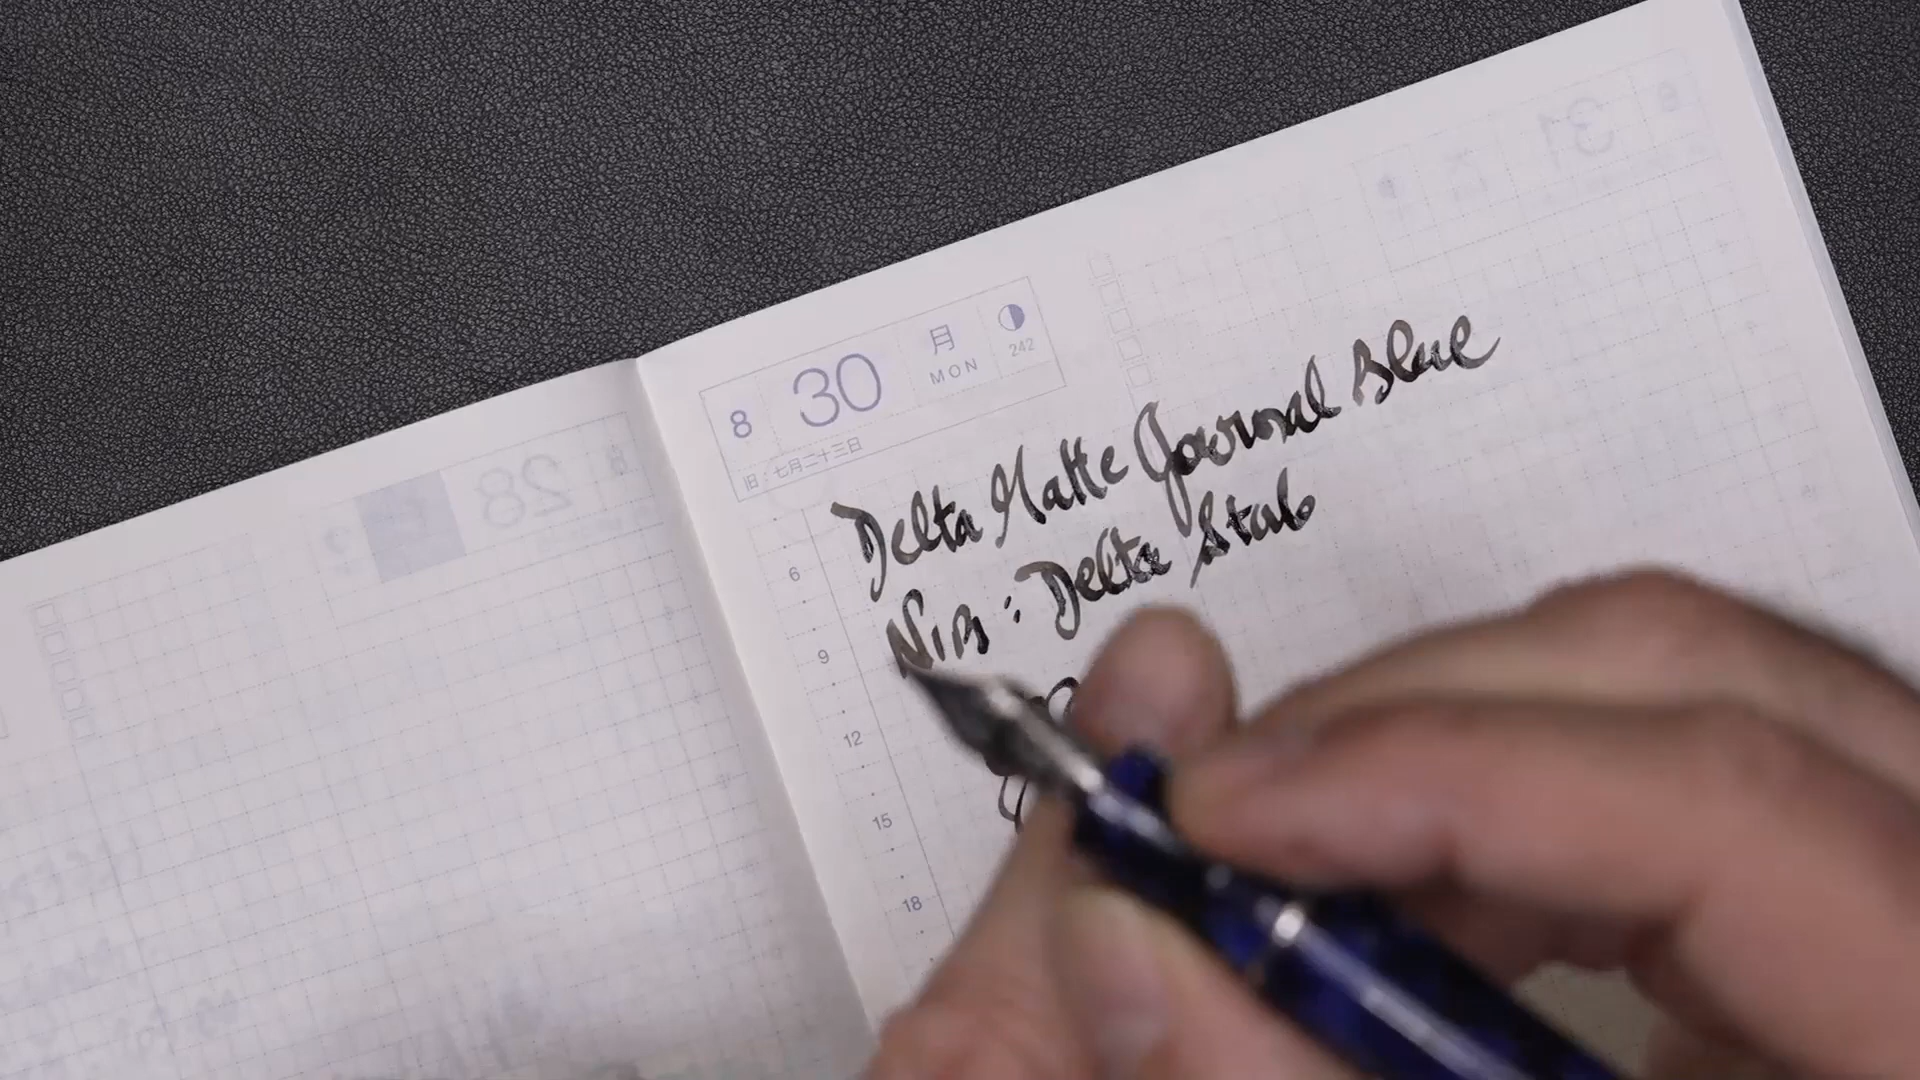 8 30 月 MON 242
旧:七月二十三日
Delta Matte Journal Blue
Nib: Delta Stub
6
9
12
15
18
31
28